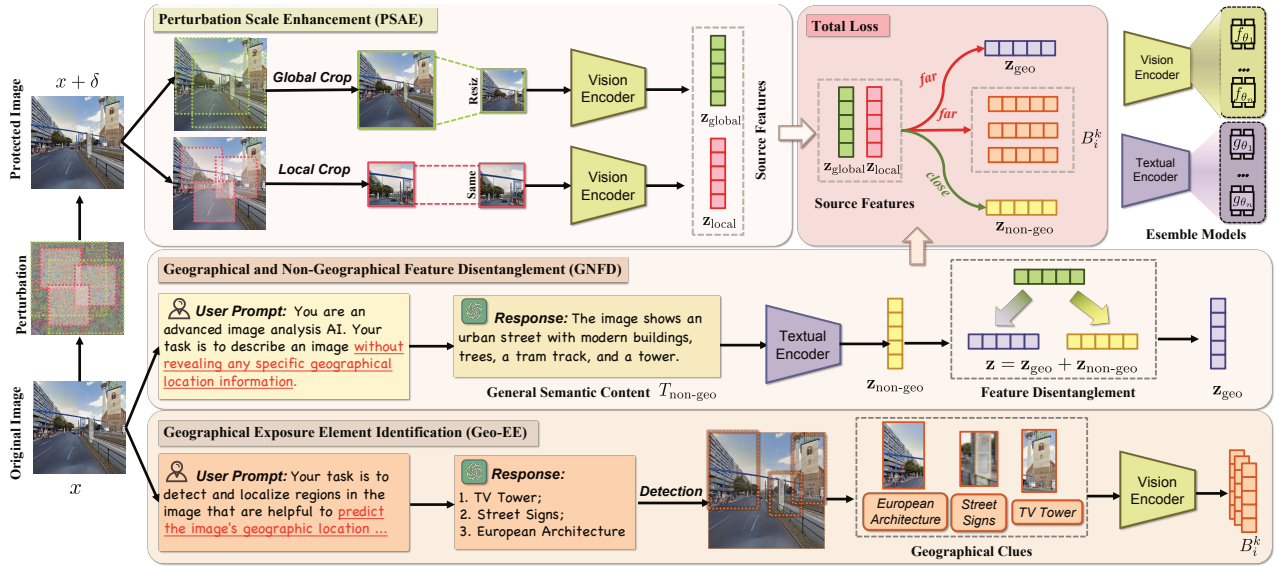 Perturbation Scale Enhancement (PSAE)
Global Crop
Resiz
Vision
Encoder
z_global
Local Crop
Same
Vision
Encoder
z_local
Source Features
Total Loss
z_global z_local
Source Features
far
far
close
z_geo
B_i^k
z_non-geo
Vision
Encoder
f_θ1
...
f_θn
Textual
Encoder
g_θ1
...
g_θn
Esemble Models
Protected Image
x + δ
Perturbation
Original Image
x
Geographical and Non-Geographical Feature Disentanglement (GNFD)
User Prompt: You are an
advanced image analysis AI. Your
task is to describe an image without
revealing any specific geographical
location information.
Response: The image shows an
urban street with modern buildings,
trees, a tram track, and a tower.
General Semantic Content T_non-geo
Textual
Encoder
z_non-geo
z = z_geo + z_non-geo
Feature Disentanglement
z_geo
Geographical Exposure Element Identification (Geo-EE)
User Prompt: Your task is to
detect and localize regions in the
image that are helpful to predict
the image's geographic location ...
Response:
1. TV Tower;
2. Street Signs;
3. European Architecture
Detection
European
Architecture
Street
Signs
TV Tower
Geographical Clues
Vision
Encoder
B_i^k